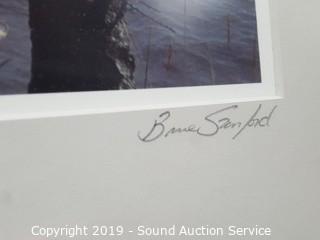 Bruce Sanford
Copyright 2019 - Sound Auction Service